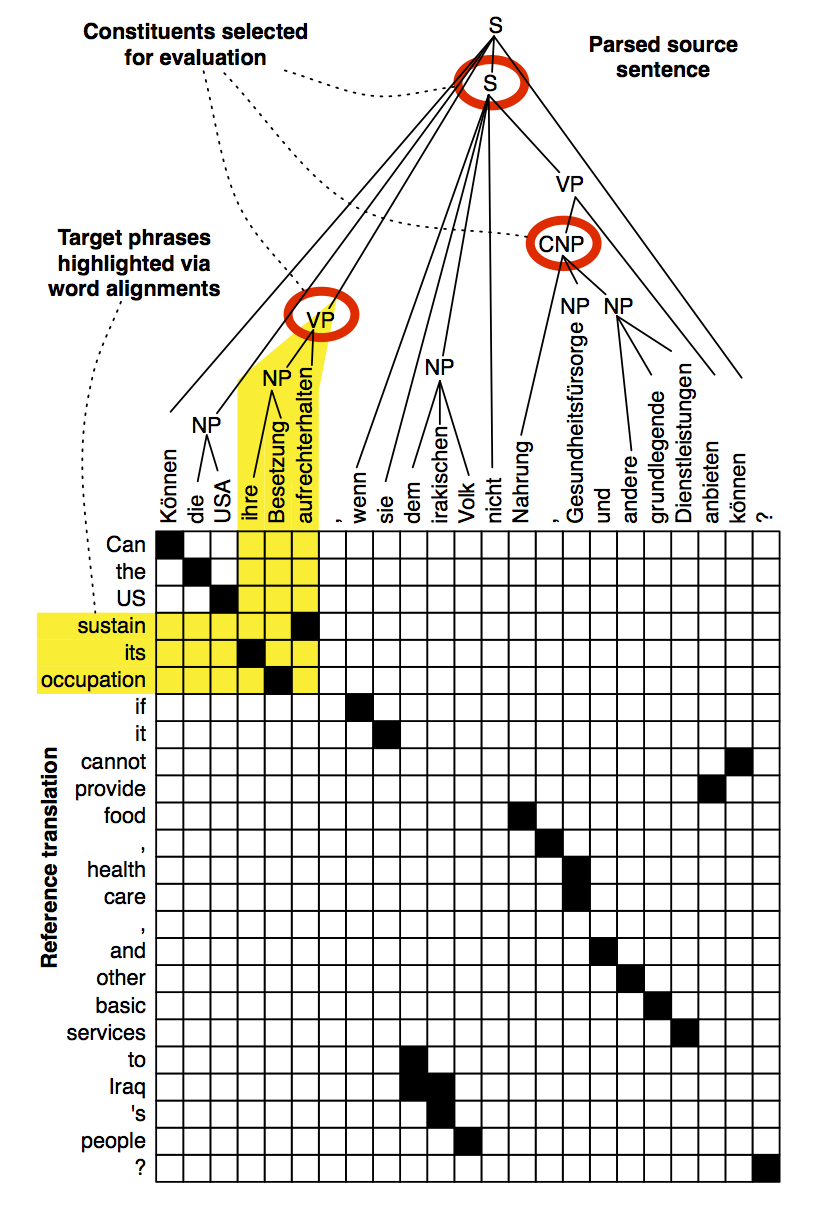 Constituents selected
for evaluation
S
Parsed source
sentence
S
VP
Target phrases
highlighted via
word alignments
CNP
NP
NP
VP
NP
NP
NP
Können
die
USA
ihre
Besetzung
aufrechterhalten
,
wenn
sie
dem
irakischen
Volk
nicht
Nahrung
,
Gesundheitsfürsorge
und
andere
grundlegende
Dienstleistungen
anbieten
können
?
Reference translation
Can
the
US
sustain
its
occupation
if
it
cannot
provide
food
,
health
care
,
and
other
basic
services
to
Iraq
's
people
?